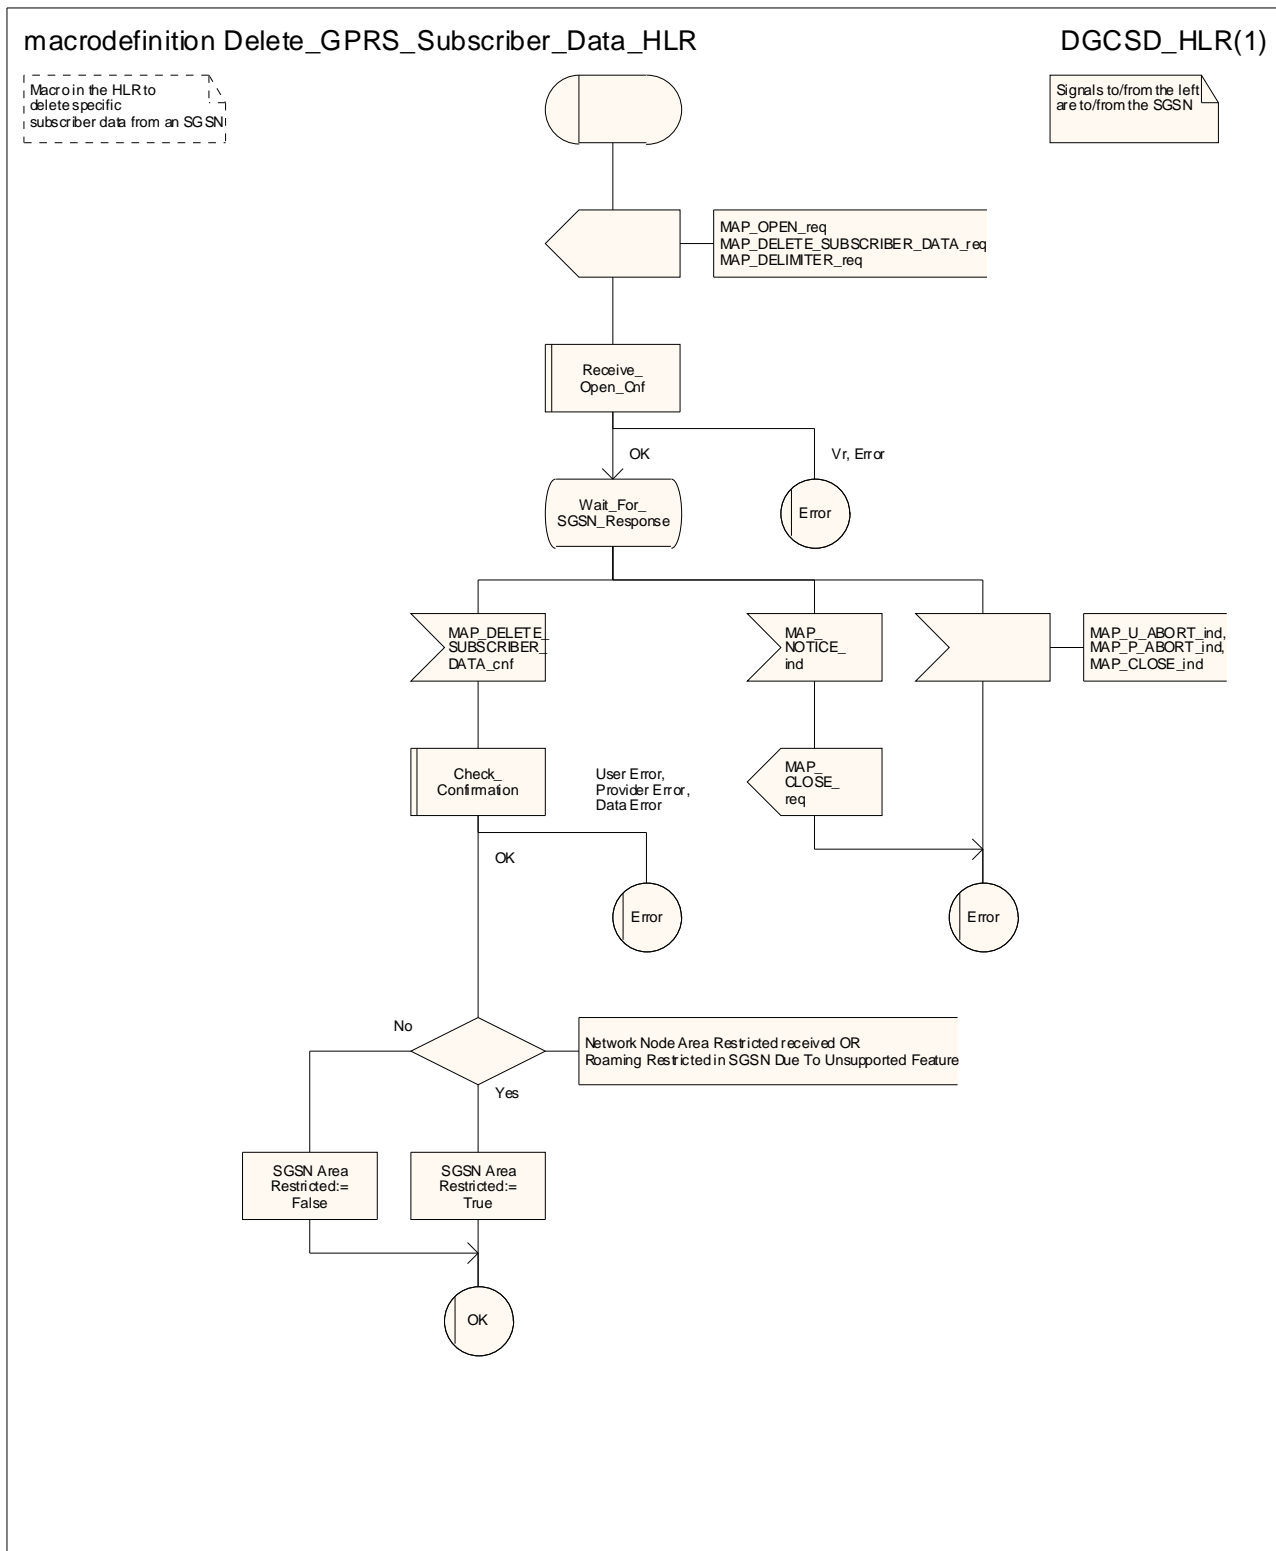 macrodefinition Delete_GPRS_Subscriber_Data_HLR
DGCSD_HLR(1)
Macro in the HLR to
delete specific
subscriber data from an SGSN
Signals to/from the left
are to/from the SGSN
MAP_OPEN_req
MAP_DELETE_SUBSCRIBER_DATA_req
MAP_DELIMITER_req
Receive_
Open_Cnf
OK
Vr, Error
Wait_For_
SGSN_Response
Error
MAP_DELETE_
SUBSCRIBER_
DATA_cnf
MAP_
NOTICE_
ind
MAP_U_ABORT_ind,
MAP_P_ABORT_ind,
MAP_CLOSE_ind
Check_
Confirmation
User Error,
Provider Error,
Data Error
MAP_
CLOSE_
req
OK
Error
Error
No
Network Node Area Restricted received OR
Roaming Restricted in SGSN Due To Unsupported Feature
Yes
SGSN Area
Restricted:=
False
SGSN Area
Restricted:=
True
OK